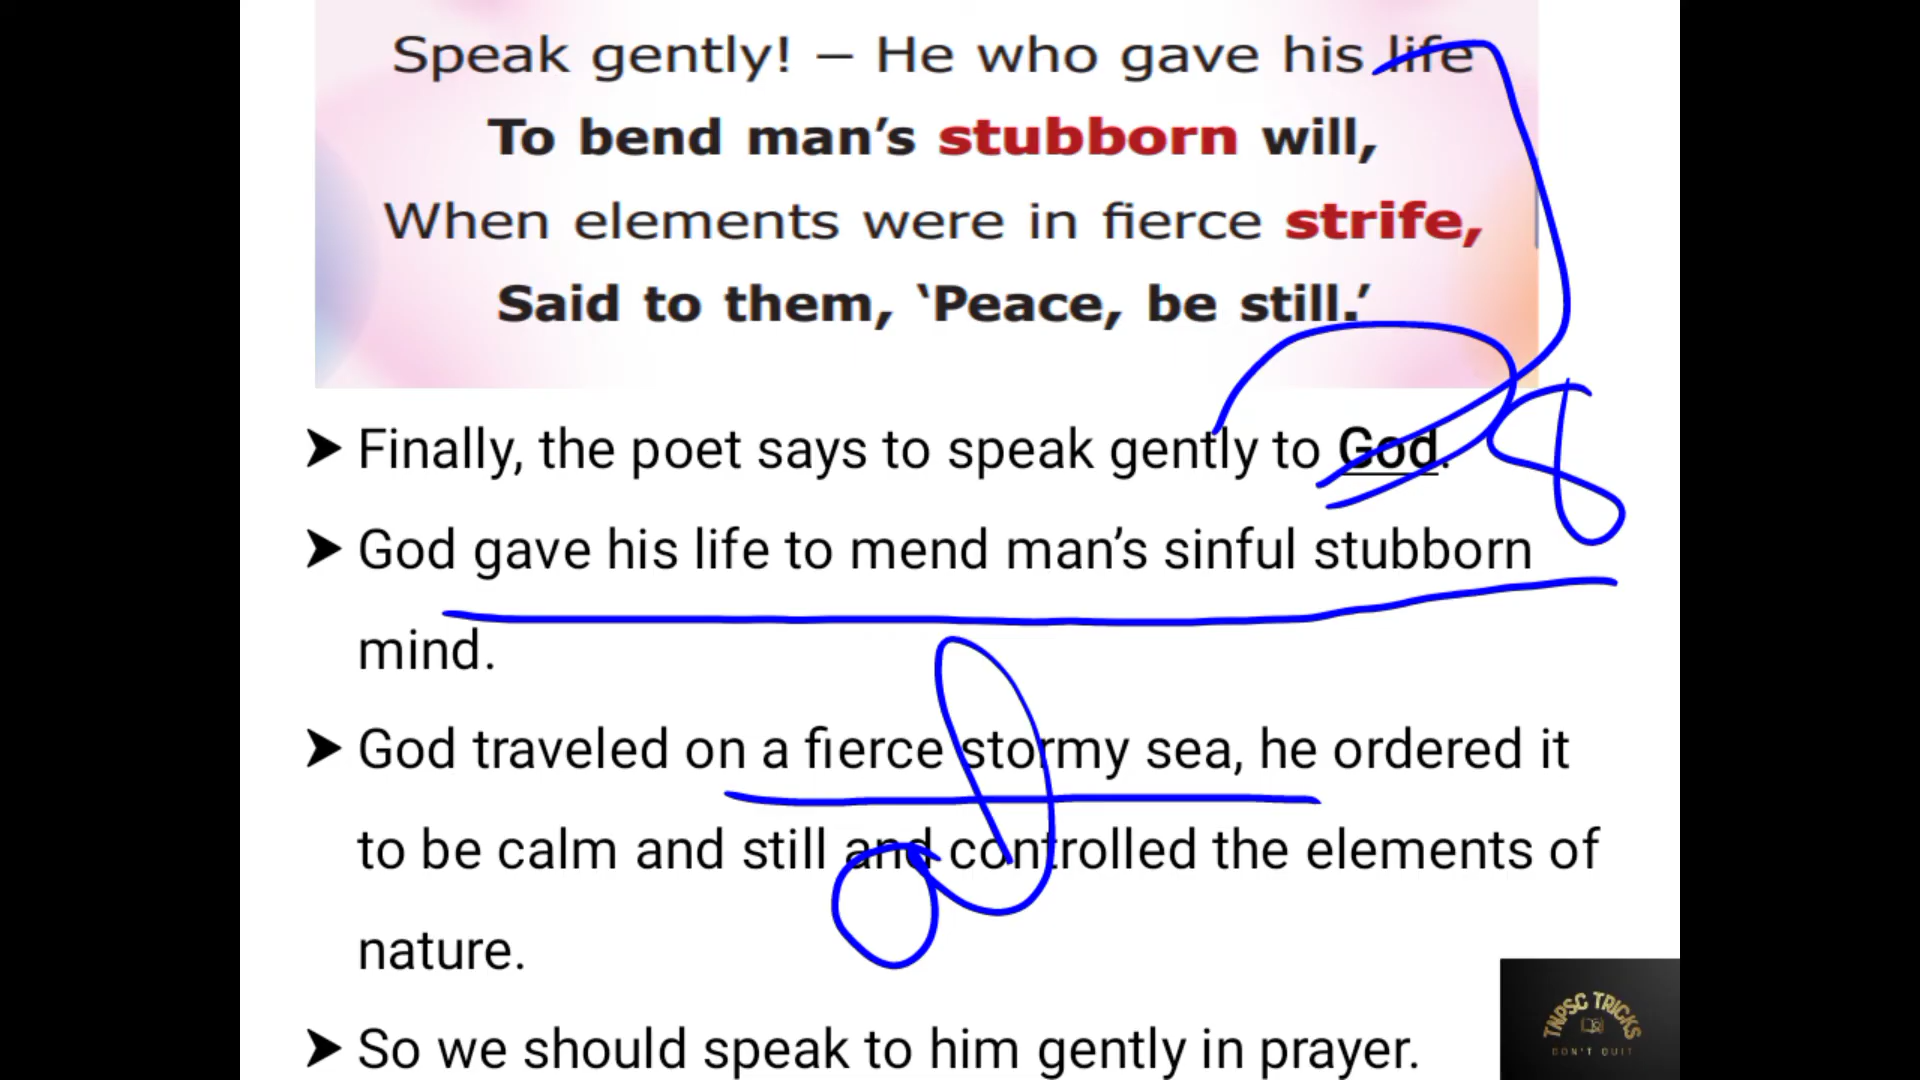 Speak gently! – He who gave his life
To bend man's stubborn will,
When elements were in fierce strife,
Said to them, ‘Peace, be still.’
➤ Finally, the poet says to speak gently to God.
➤ God gave his life to mend man's sinful stubborn
mind.
➤ God traveled on a fierce stormy sea, he ordered it
to be calm and still and controlled the elements of
nature.
➤ So we should speak to him gently in prayer.
TNPSC TRICKS
DON'T QUIT